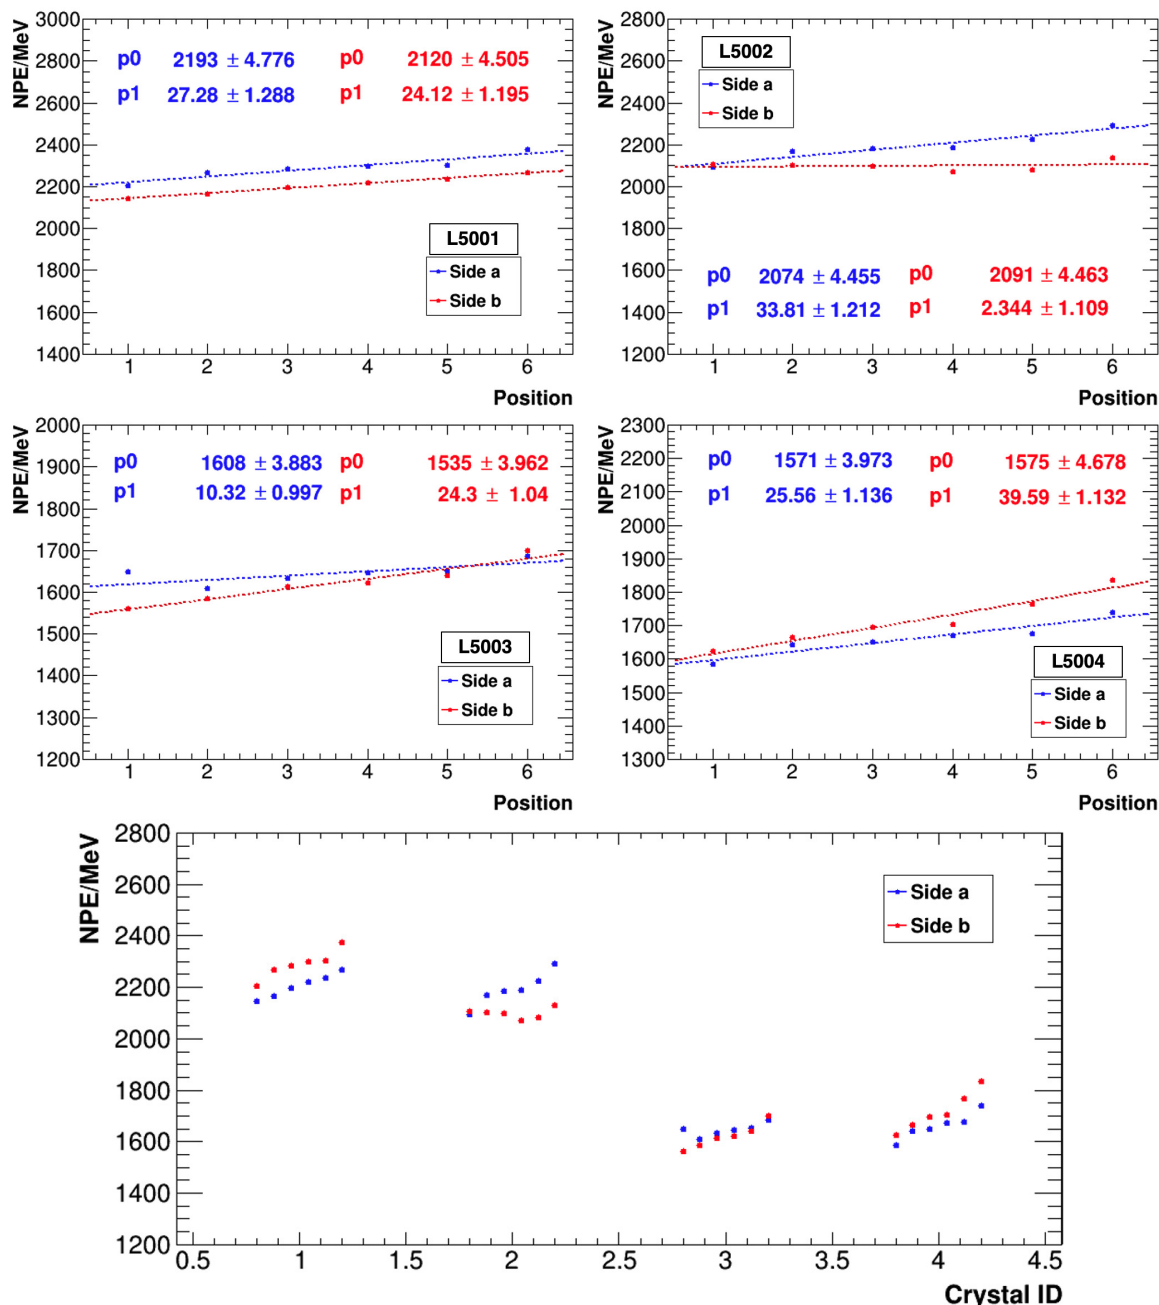 NPE/MeV
3000
2800
2600
2400
2200
2000
1800
1600
1400
p0 2193 ± 4.776 p0 2120 ± 4.505
p1 27.28 ± 1.288 p1 24.12 ± 1.195
L5001
Side a
Side b
1 2 3 4 5 6
Position
NPE/MeV
2800
2600
2400
2200
2000
1800
1600
1400
1200
L5002
Side a
Side b
p0 2074 ± 4.455 p0 2091 ± 4.463
p1 33.81 ± 1.212 p1 2.344 ± 1.109
1 2 3 4 5 6
Position
NPE/MeV
2000
1900
1800
1700
1600
1500
1400
1300
1200
p0 1608 ± 3.883 p0 1535 ± 3.962
p1 10.32 ± 0.997 p1 24.3 ± 1.04
L5003
Side a
Side b
1 2 3 4 5 6
Position
NPE/MeV
2300
2200
2100
2000
1900
1800
1700
1600
1500
1400
1300
p0 1571 ± 3.973 p0 1575 ± 4.678
p1 25.56 ± 1.136 p1 39.59 ± 1.132
L5004
Side a
Side b
1 2 3 4 5 6
Position
NPE/MeV
2800
2600
2400
2200
2000
1800
1600
1400
1200
Side a
Side b
0.5 1 1.5 2 2.5 3 3.5 4 4.5
Crystal ID